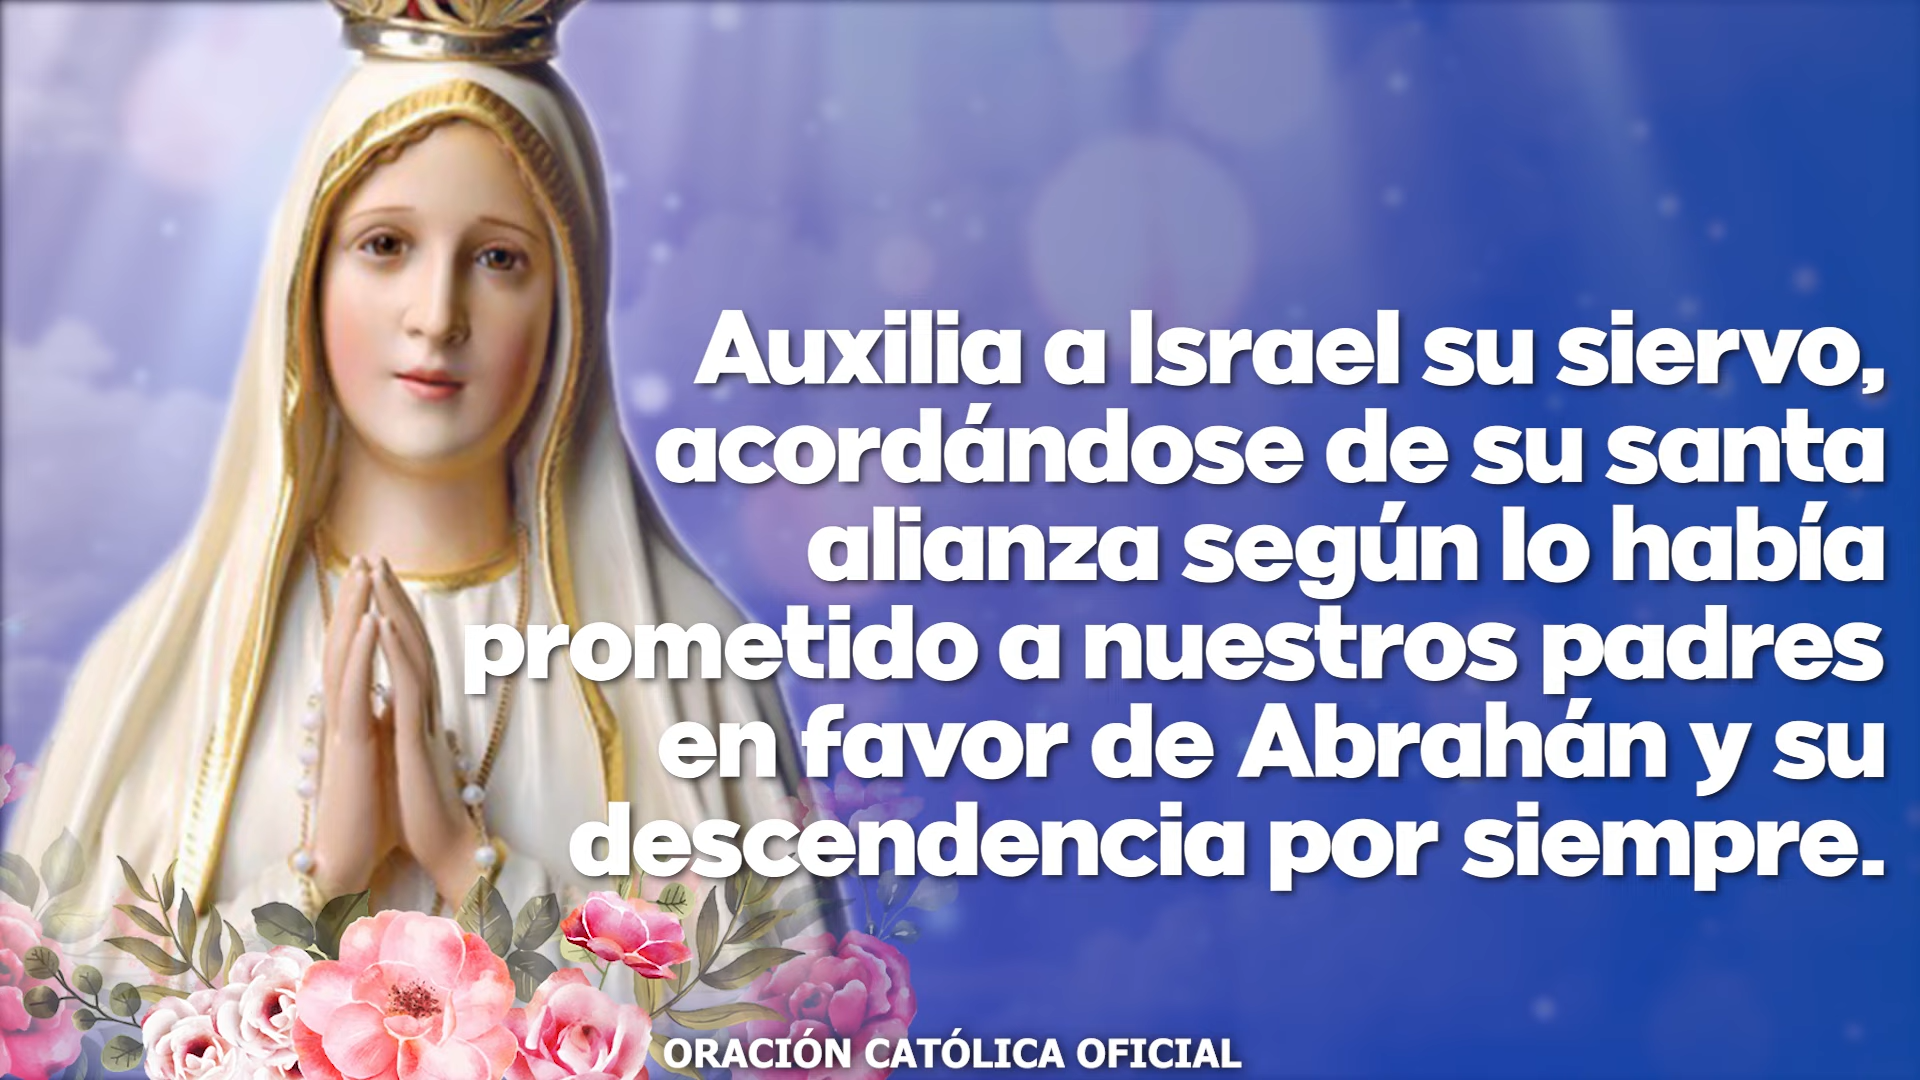 Auxilia a Israel su siervo,
acordándose de su santa
alianza según lo había
prometido a nuestros padres
en favor de Abrahán y su
descendencia por siempre.
ORACIÓN CATÓLICA OFICIAL